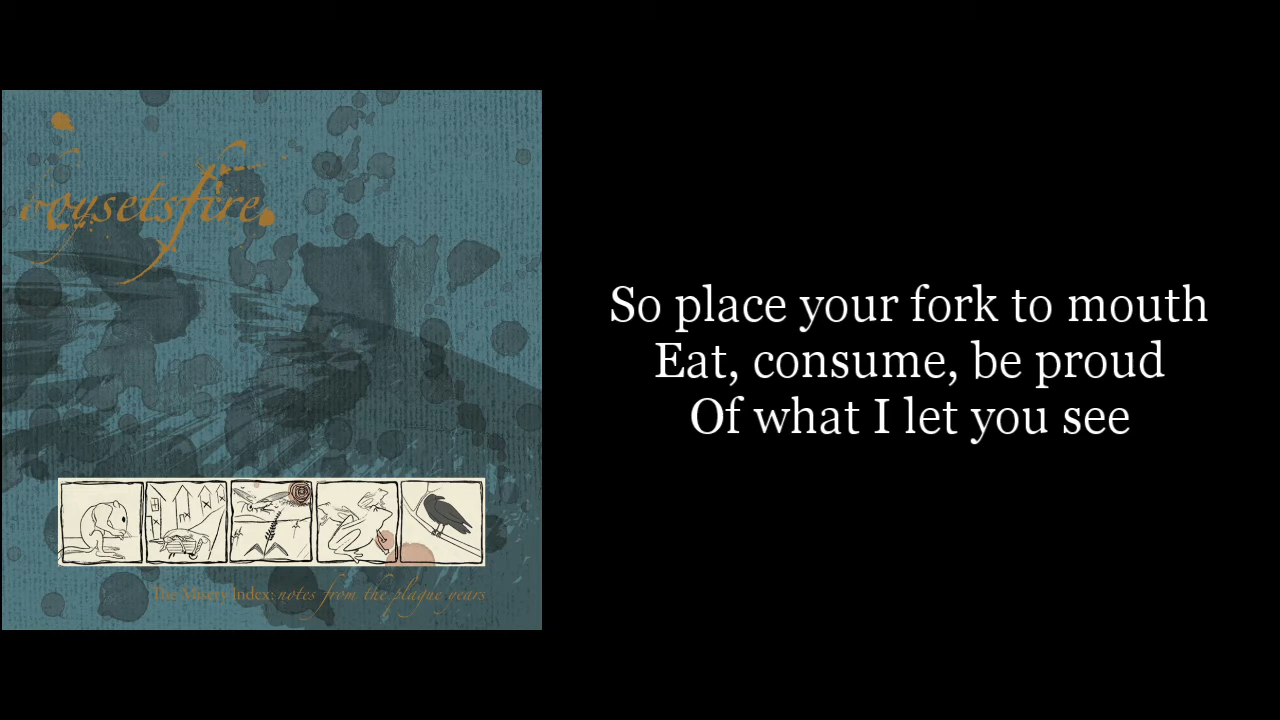 boysetsfire
The Misery Index: notes from the plague years
So place your fork to mouth
Eat, consume, be proud
Of what I let you see